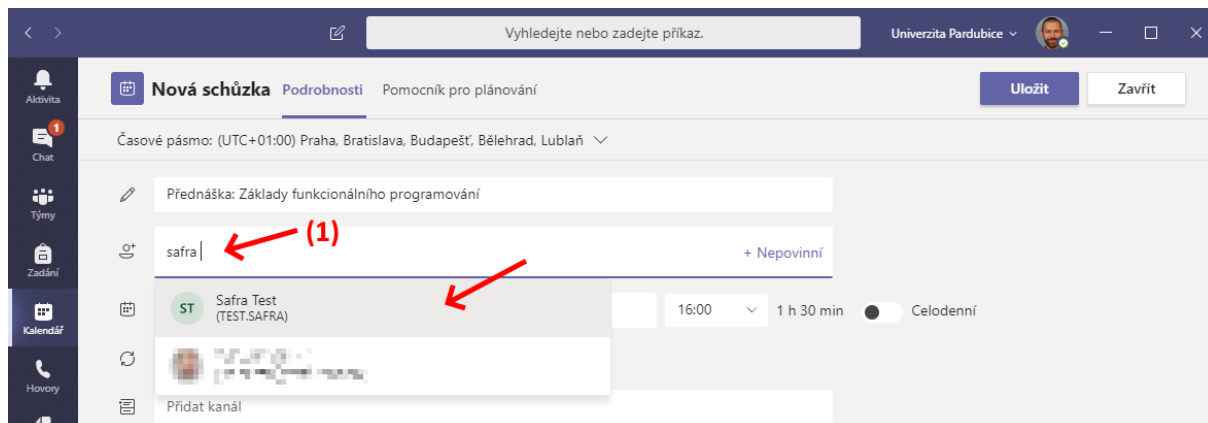 Vyhledejte nebo zadejte příkaz.
Univerzita Pardubice
Aktivita
Nová schůzka Podrobnosti Pomocník pro plánování
Uložit
Zavřít
1
Chat
Časové pásmo: (UTC+01:00) Praha, Bratislava, Budapešť, Bělehrad, Lublaň
Týmy
Přednáška: Základy funkcionálního programování
(1)
Zadání
safra
+ Nepovinní
Kalendář
ST
Safra Test
(TEST.SAFRA)
16:00
1 h 30 min
Celodenní
Hovory
Přidat kanál